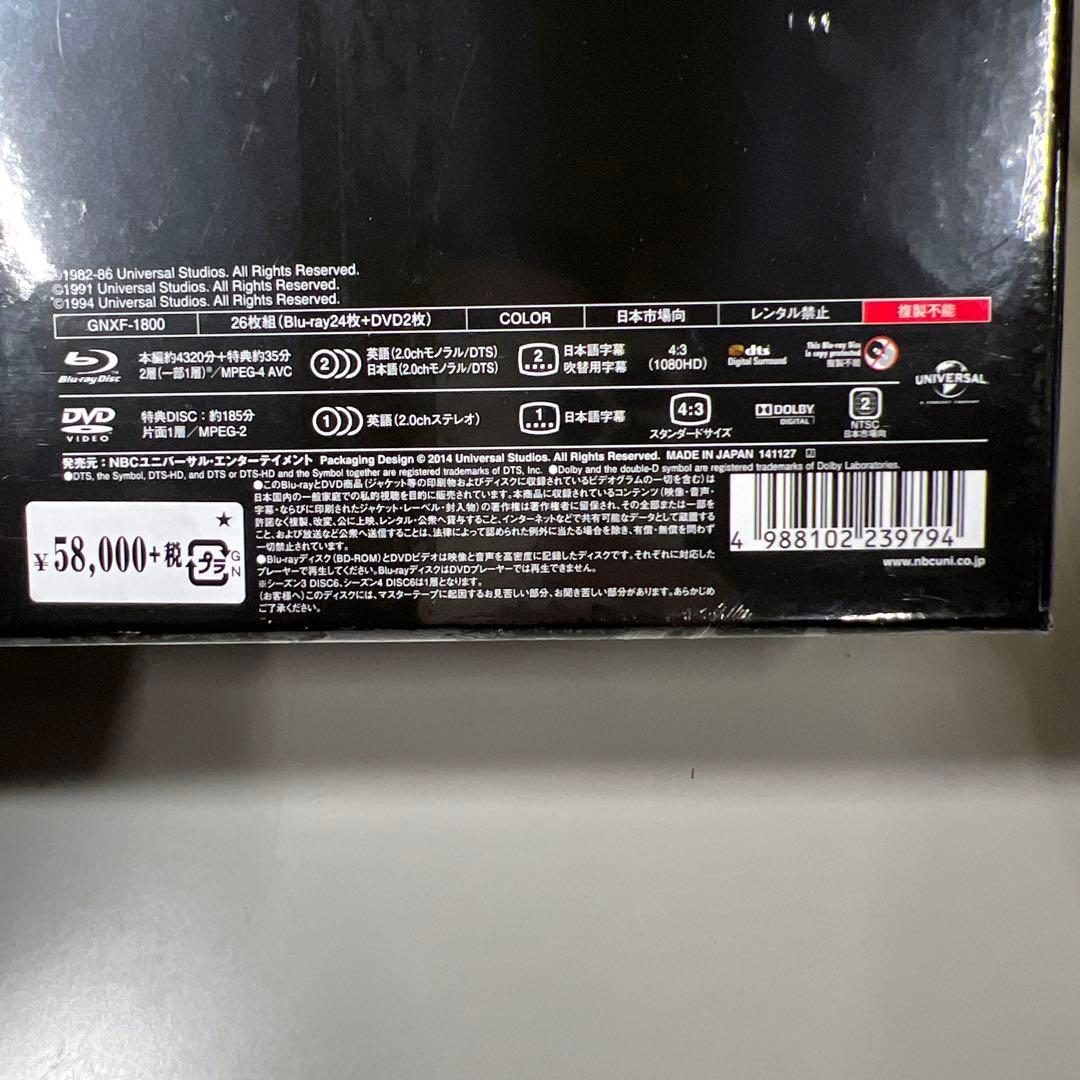 ©1982-86 Universal Studios. All Rights Reserved.
©1991 Universal Studios. All Rights Reserved.
©1994 Universal Studios. All Rights Reserved.
GNXF-1800 26枚組(Blu-ray24枚+DVD2枚) COLOR 日本市場向 レンタル禁止 複製不能
Blu-ray Disc
本編約4320分+特典約35分
2層(一部1層)※/MPEG-4 AVC
2
英語(2.0chモノラル/DTS)
日本語(2.0chモノラル/DTS)
2
日本語字幕
吹替用字幕
4:3
(1080HD)
dts
Digital Surround
This Blu-ray Disc
is copy protected
複製不能
UNIVERSAL
DVD
VIDEO
特典DISC:約185分
片面1層/MPEG-2
1
英語(2.0chステレオ)
1
日本語字幕
4:3
スタンダードサイズ
DOLBY
DIGITAL
2
NTSC
日本市場向
発売元:NBCユニバーサル・エンターテイメント Packaging Design © 2014 Universal Studios. All Rights Reserved. MADE IN JAPAN 141127
●DTS, the Symbol, DTS-HD, and DTS or DTS-HD and the Symbol together are registered trademarks of DTS, Inc. ●Dolby and the double-D symbol are registered trademarks of Dolby Laboratories.
●このBlu-rayとDVD商品(ジャケット等の印刷物およびディスクに収録されているビデオグラムの一切を含む)は
日本国内の一般家庭での私的視聴を目的に販売されています。本商品に収録されているコンテンツ(映像・音声・
字幕・ならびに印刷されたジャケット・レーベル・封入物)の著作権は著作権者に留保され、その全部または一部を
許諾なく複製、改変、公に上映、レンタル・公衆へ貸与すること、インターネットなどで共有可能なデータとして蔵置する
こと、および放送など公衆へ送信することは、法律によって認められた例外に当たる場合を除き、有償・無償を問わず
一切禁止されています。
●Blu-rayディスク(BD-ROM)とDVDビデオは映像と音声を高密度に記録したディスクです。それぞれに対応した
プレーヤーで再生してください。Blu-rayディスクはDVDプレーヤーでは再生できません。
※シーズン3 DISC6、シーズン4 DISC6は1層となります。
(お客様へ)このディスクには、マスターテープに起因するお見苦しい部分、お聞き苦しい部分があります。あらかじめ
ご了承ください。
★
¥58,000+税
プラ
G
N
4 988102 239794
www.nbcuni.co.jp